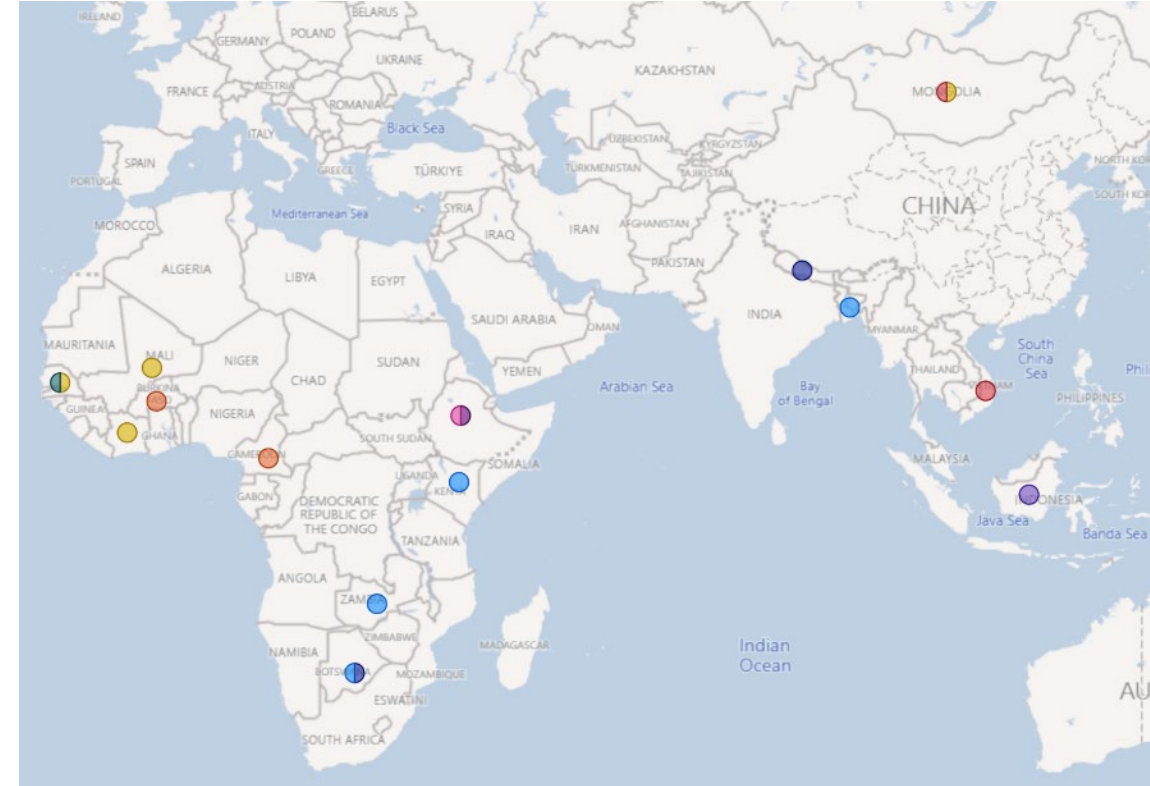 IRELAND
BELARUS
GERMANY
POLAND
UKRAINE
FRANCE
AUSTRIA
KAZAKHSTAN
MONGOLIA
ROMANIA
ITALY
Black Sea
UZBEKISTAN
KYRGYZSTAN
SPAIN
PORTUGAL
GREECE
TÜRKIYE
TURKMENISTAN
TAJIKISTAN
NORTH KOR
SOUTH KOR
SYRIA
Mediterranean Sea
MOROCCO
IRAQ
IRAN
AFGHANISTAN
CHINA
ALGERIA
LIBYA
EGYPT
PAKISTAN
SAUDI ARABIA
OMAN
INDIA
MAURITANIA
MALI
NIGER
SUDAN
MYANMAR
South
China
Sea
CHAD
YEMEN
Arabian Sea
Bay
of Bengal
THAILAND
Phil
BURKINA
GUINEA
NIGERIA
PHILIPPINES
GHANA
SOUTH SUDAN
SOMALIA
MALAYSIA
UGANDA
GABON
DEMOCRATIC
REPUBLIC OF
THE CONGO
Java Sea
Banda Sea
TANZANIA
ANGOLA
ZIMBABWE
NAMIBIA
MADAGASCAR
Indian
Ocean
MOZAMBIQUE
ESWATINI
AU
SOUTH AFRICA